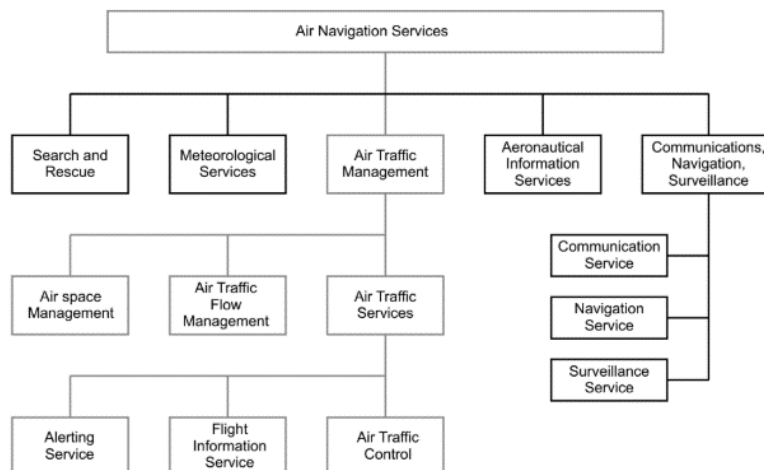 Air Navigation Services
Search and
Rescue
Meteorological
Services
Air Traffic
Management
Aeronautical
Information
Services
Communications,
Navigation,
Surveillance
Air space
Management
Air Traffic
Flow
Management
Air Traffic
Services
Communication
Service
Navigation
Service
Surveillance
Service
Alerting
Service
Flight
Information
Service
Air Traffic
Control